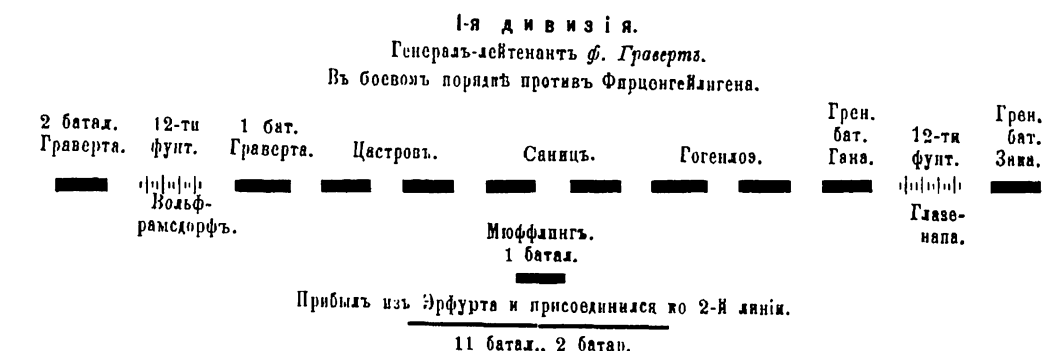 1-я дивизія.
Генералъ-лейтенантъ ф. Гравертъ.
Въ боевомъ порядкѣ противъ Фирценгейлигена.
2 батал.
Граверта.
12-ти
фунт.
1 бат.
Граверта.
Цастровъ.
Саницъ.
Гогенлоэ.
Грен.
бат.
Гана.
12-ти
фунт.
Грен.
бат.
Зака.
Вольф-
рамсдорфъ.
Глазе-
напа.
Мюффлингъ.
1 батал.
Прибылъ изъ Эрфурта и присоединился ко 2-й линіи.
11 батал., 2 батар.